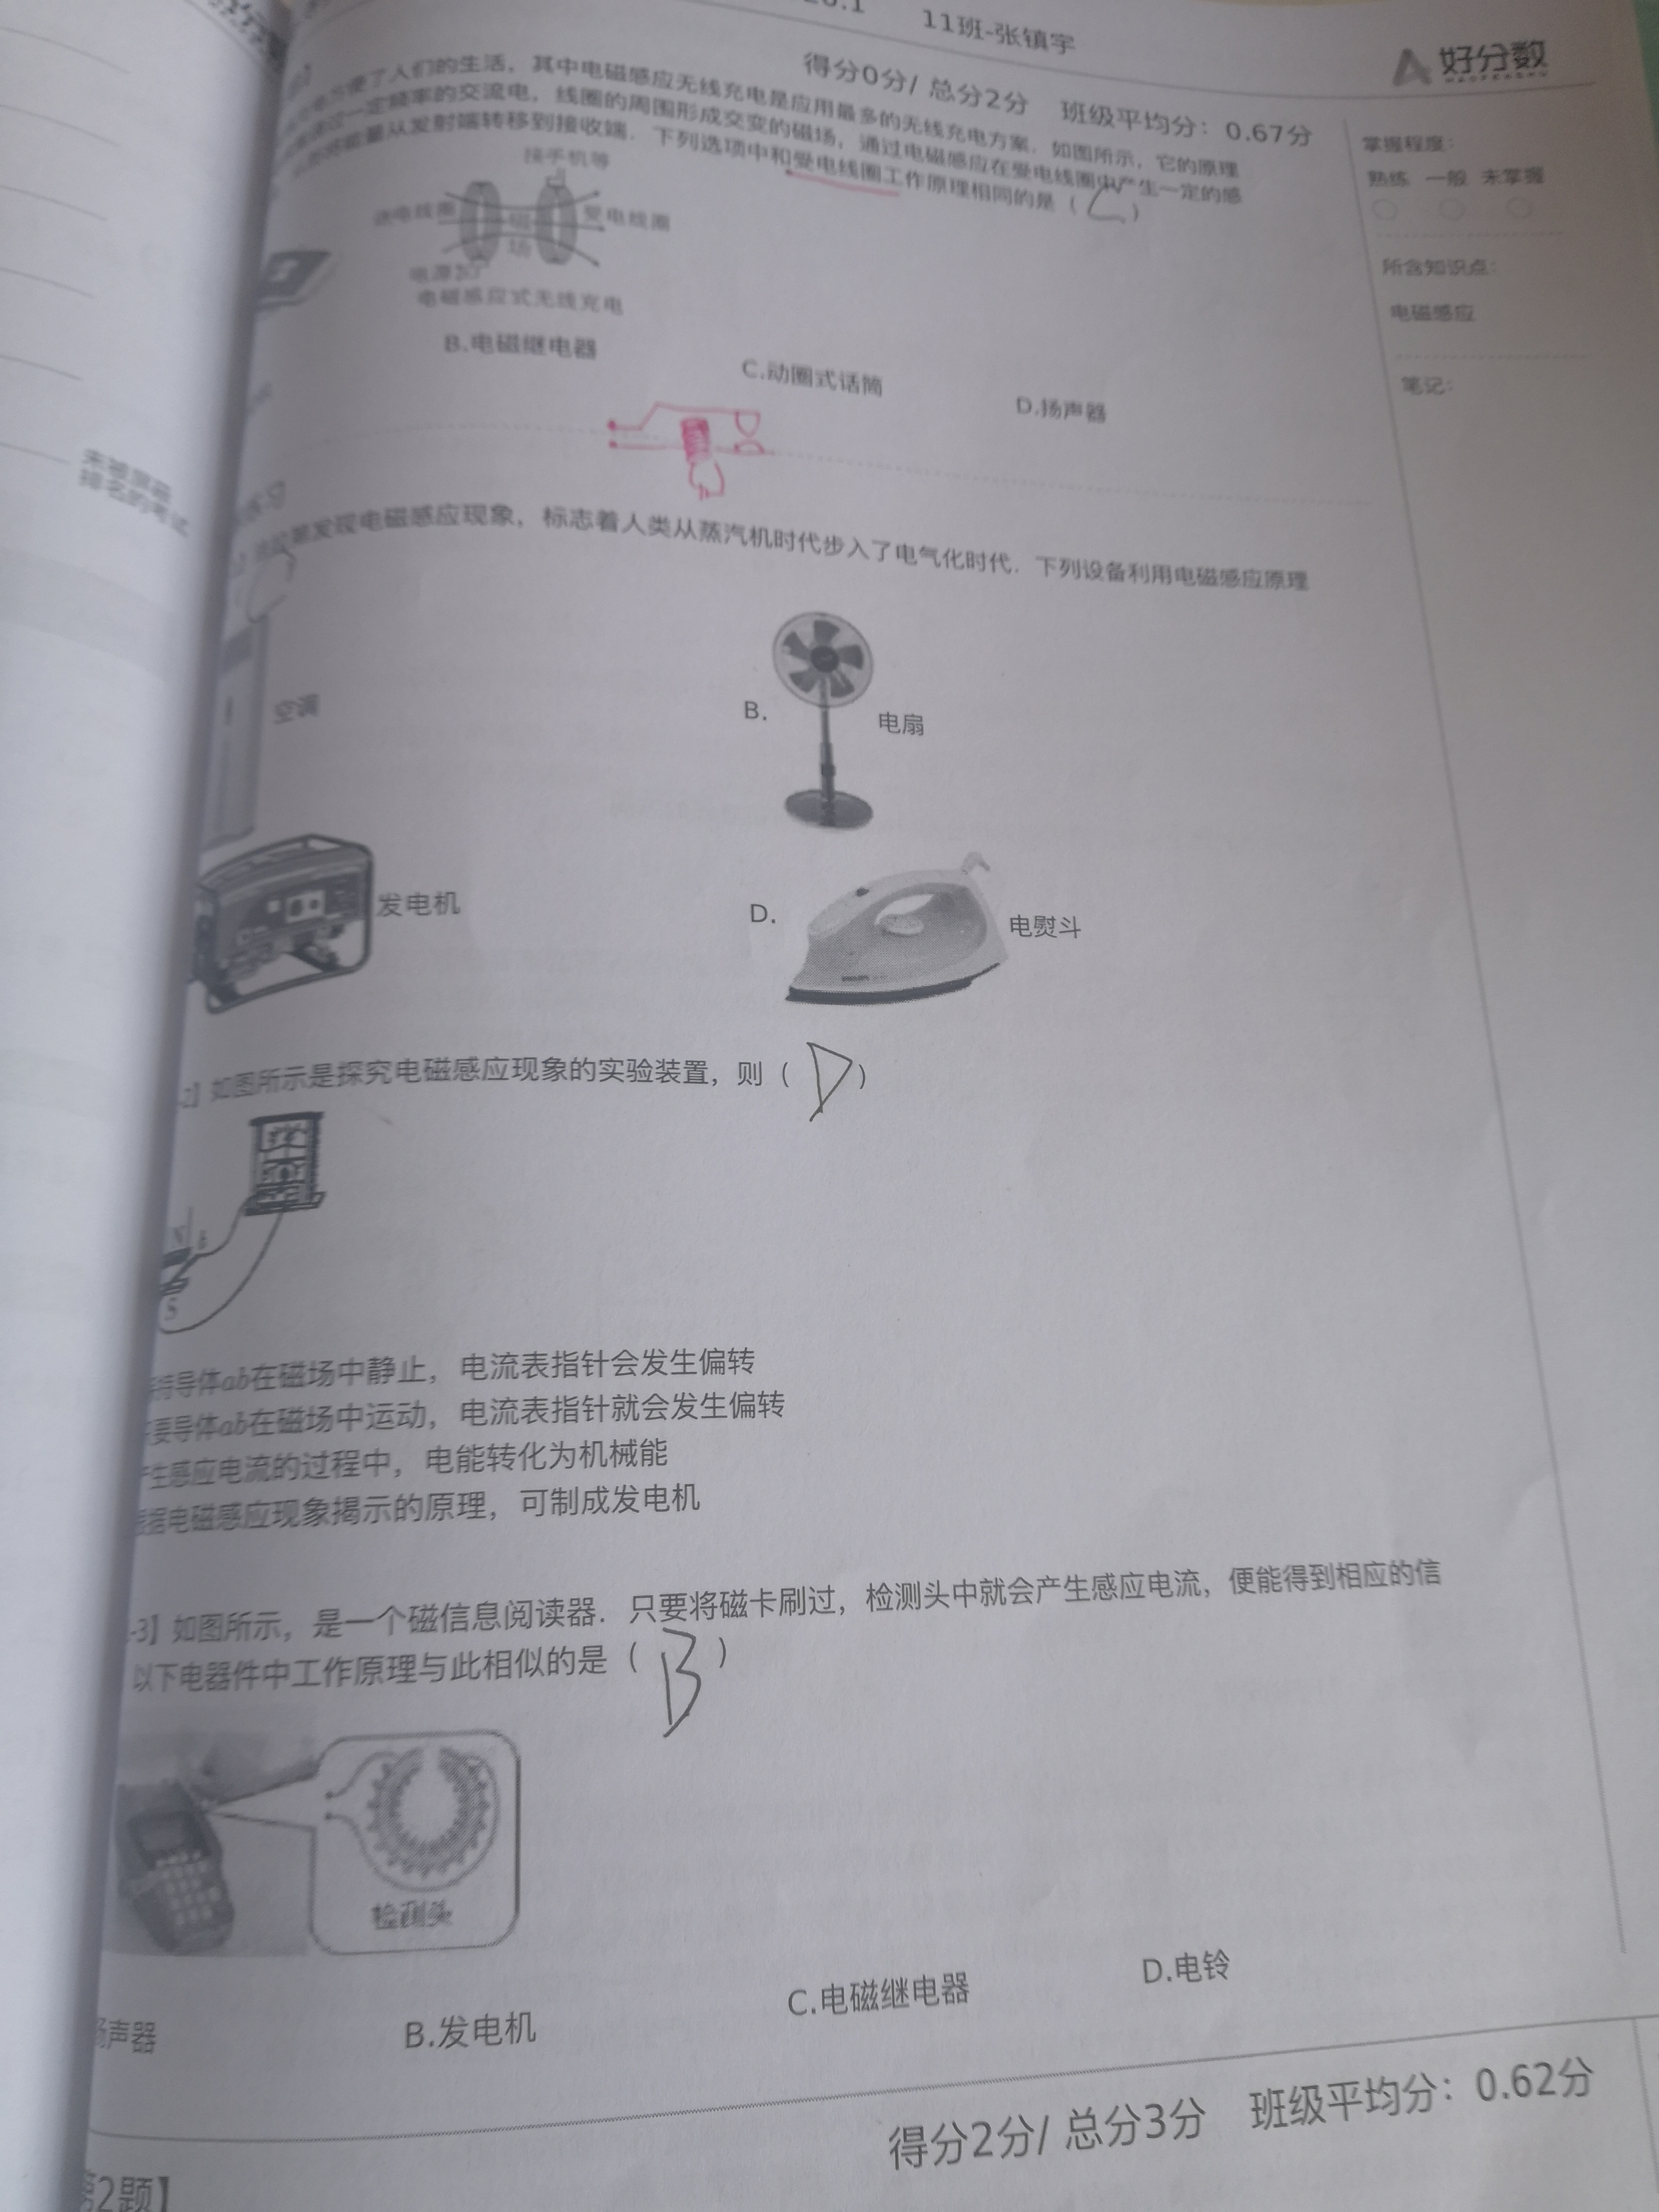 11班-张镇宇
好分数
得分0分/ 总分2分 班级平均分：0.67分
了人们的生活，其中电磁感应无线充电是应用最多的无线充电方案．如图所示，它的原理
一定频率的交流电，线圈的周围形成交变的磁场，通过电磁感应在受电线圈中产生一定的感
能量从发射端转移到接收端．下列选项中和受电线圈工作原理相同的是（C）
接手机等
送电线圈
磁场
受电线圈
电磁感应式无线充电
B.电磁继电器
C.动圈式话筒
D.扬声器
掌握程度：
熟练 一般 未掌握
所含知识点：
电磁感应
笔记：
未被屏蔽
排名的考试
发现电磁感应现象，标志着人类从蒸汽机时代步入了电气化时代．下列设备利用电磁感应原理
空调
B.
电扇
发电机
D.
电熨斗
2】如图所示是探究电磁感应现象的实验装置，则（D）
N
S
导体ab在磁场中静止，电流表指针会发生偏转
要导体ab在磁场中运动，电流表指针就会发生偏转
产生感应电流的过程中，电能转化为机械能
据电磁感应现象揭示的原理，可制成发电机
-3】如图所示，是一个磁信息阅读器．只要将磁卡刷过，检测头中就会产生感应电流，便能得到相应的信
以下电器件中工作原理与此相似的是（B）
检测头
扬声器
B.发电机
C.电磁继电器
D.电铃
得分2分/ 总分3分 班级平均分：0.62分
第2题】